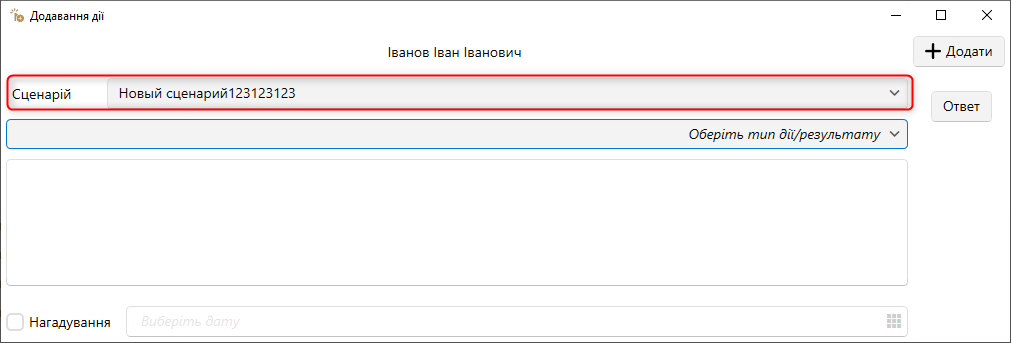 Додавання дії
Іванов Іван Іванович
Додати
Сценарій
Новый сценарий123123123
Ответ
Оберіть тип дії/результату
Нагадування
Виберіть дату